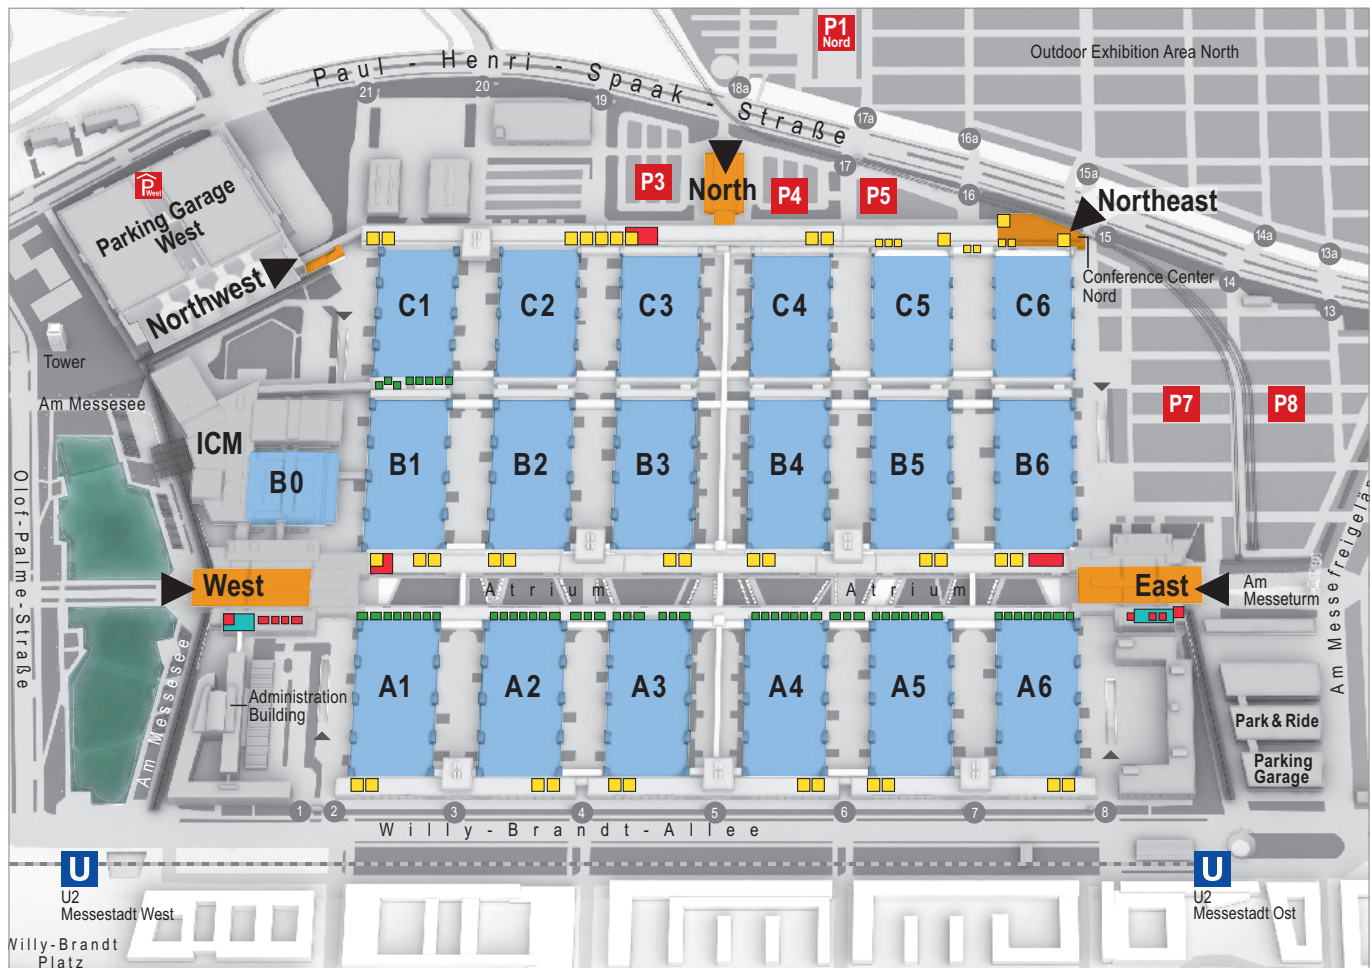 P1
Nord
Outdoor Exhibition Area North
Paul-Henri-Spaak-Straße
21
20
19
18a
17a
16a
15a
14a
13a
17
16
15
14
13
P West
Parking Garage
West
P3
North
P4
P5
Northeast
Conference Center
Nord
Northwest
Tower
Am Messesee
C1
C2
C3
C4
C5
C6
ICM
B0
B1
B2
B3
B4
B5
B6
P7
P8
Olof-Palme-Straße
West
Atrium
Atrium
East
Am
Messeturm
Am Messefreigelän
Am Messesee
Administration
Building
A1
A2
A3
A4
A5
A6
Park & Ride
Parking
Garage
1
2
3
4
5
6
7
8
Willy-Brandt-Allee
U
U2
Messestadt West
U
U2
Messestadt Ost
Willy-Brandt
Platz